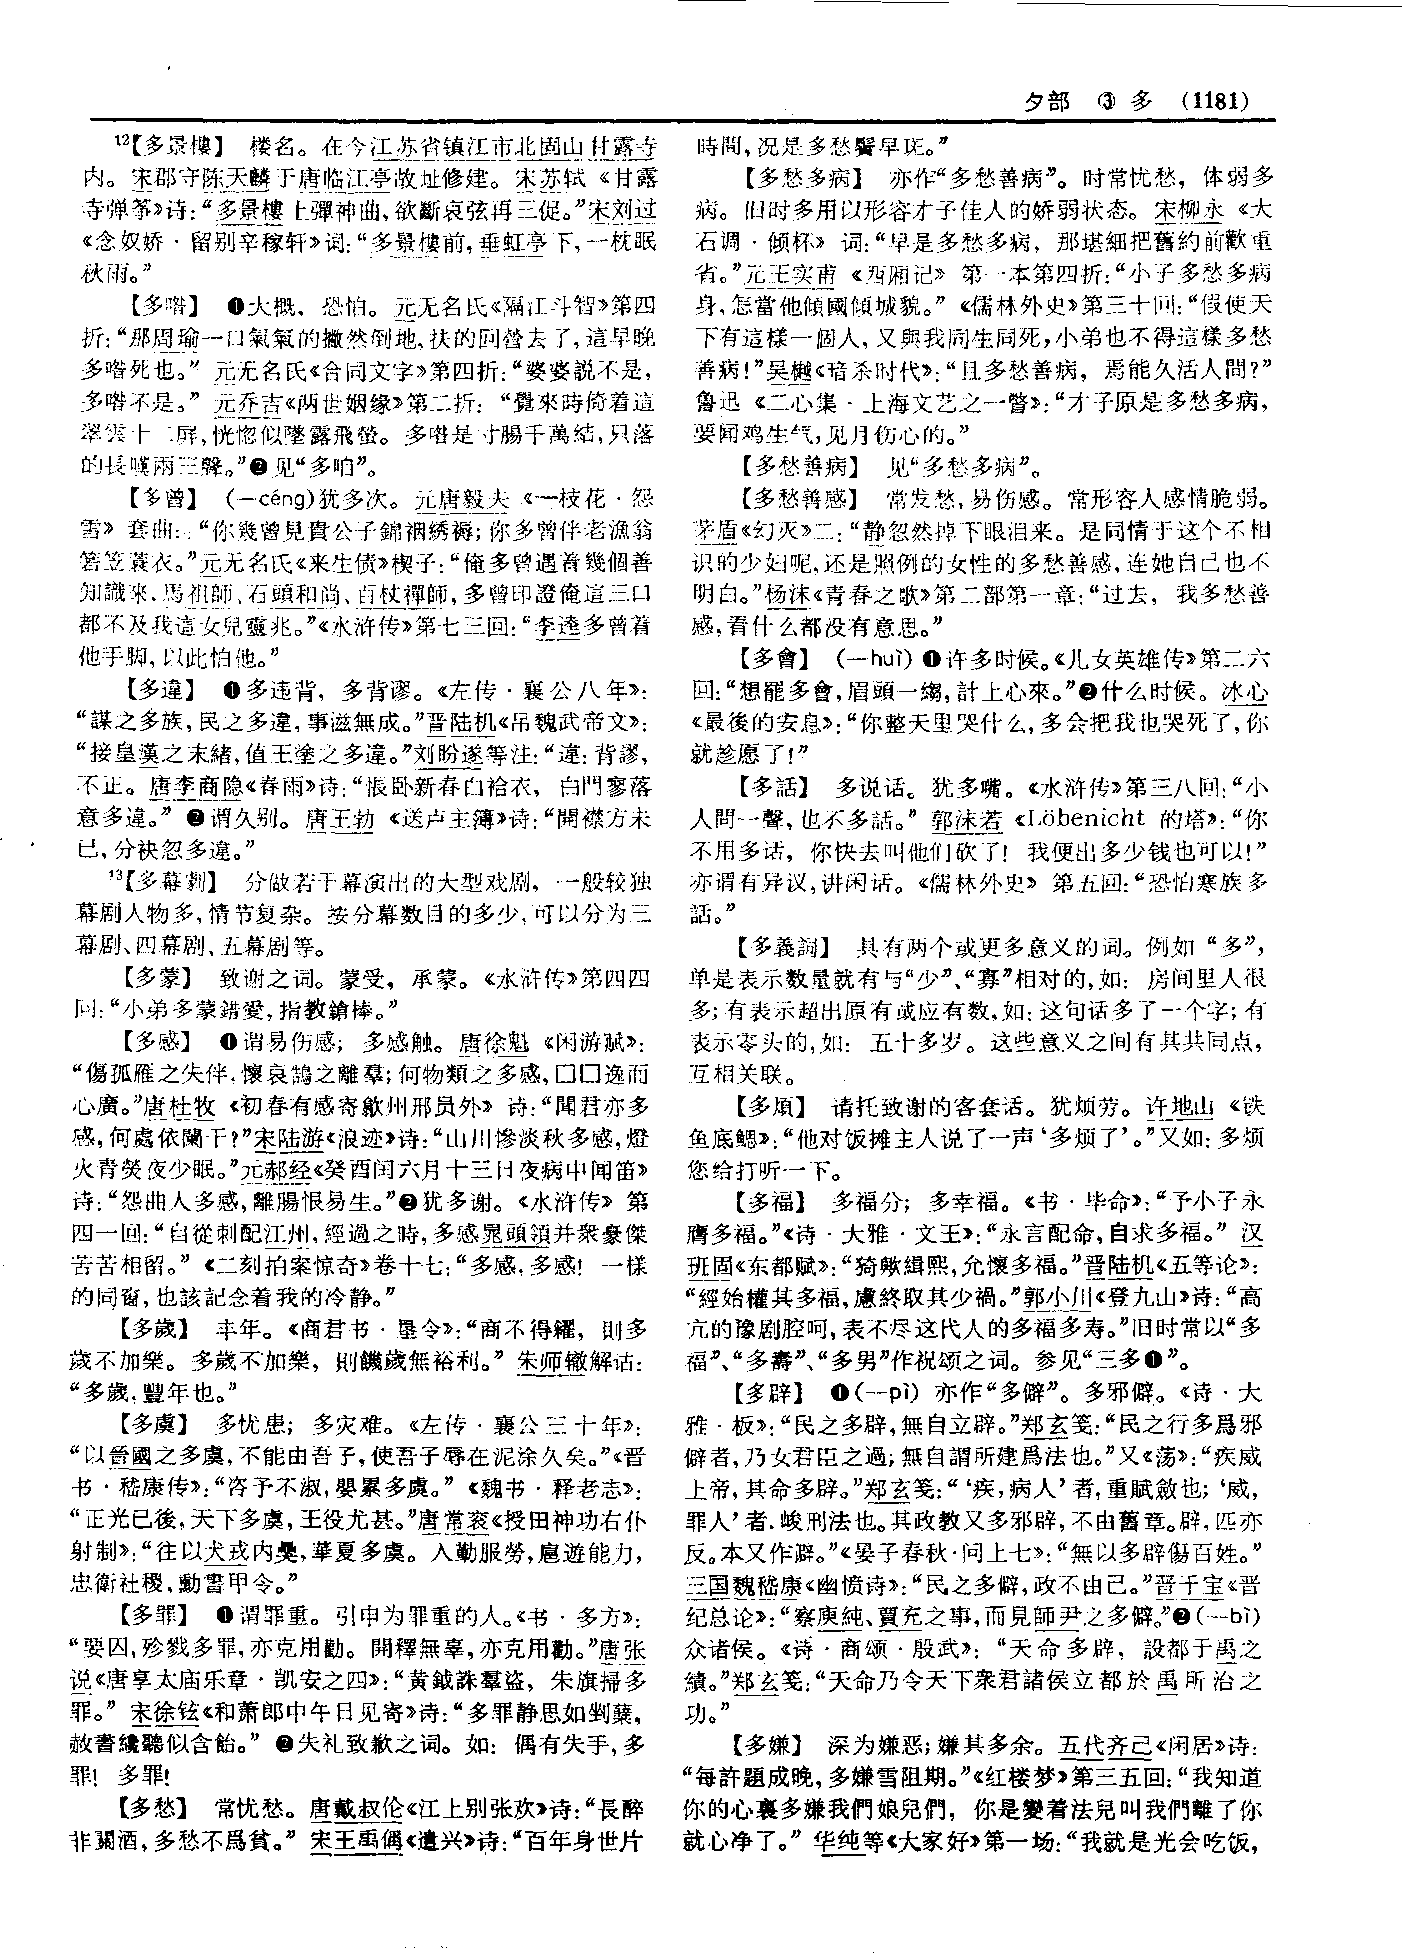 夕部 ③ 多 (1181)
12【多景樓】 楼名。在今江苏省镇江市北固山甘露寺
内。宋郡守陈天麟于唐临江亭故址修建。宋苏轼《甘露
寺弹筝》诗:“多景樓上彈神曲,欲斷哀弦再三促。”宋刘过
《念奴娇·留别辛稼轩》词:“多景樓前,垂虹亭下,一枕眠
秋雨。”
【多喒】 ❶大概,恐怕。元无名氏《隔江斗智》第四
折:“那周瑜一口氣氣的撇然倒地,扶的回營去了,這早晚
多喒死也。” 元无名氏《合同文字》第四折:“婆婆説不是,
多喒不是。” 元乔吉《两世姻缘》第二折: “覺來時倚着這
翠雲十二屏,恍惚似墜露飛螢。多喒是寸腸千萬結,只落
的長嘆兩三聲。”❷见“多咱”。
【多曾】 (—céng)犹多次。元唐毅夫《一枝花·怨
雪》套曲:“你幾曾見貴公子錦裀綉褥;你多曾伴老漁翁
箬笠蓑衣。”元无名氏《来生债》楔子:“俺多曾遇着幾個善
知識來,馬祖師、石頭和尚、百杖禪師,多曾印證俺這三口
都不及我這女兒靈兆。”《水浒传》第七三回:“李逵多曾着
他手脚,以此怕他。”
【多違】 ❶多违背,多背谬。《左传·襄公八年》:
“謀之多族,民之多違,事滋無成。”晋陆机《吊魏武帝文》:
“接皇漢之末緒,值王塗之多違。”刘盼遂等注:“違:背謬,
不正。唐李商隐《春雨》诗:“悵卧新春白袷衣,白門寥落
意多違。” ❷谓久别。唐王勃《送卢主簿》诗:“開襟方未
已,分袂忽多違。”
13【多幕劇】 分做若干幕演出的大型戏剧,一般较独
幕剧人物多,情节复杂。按分幕数目的多少,可以分为三
幕剧、四幕剧、五幕剧等。
【多蒙】 致谢之词。蒙受,承蒙。《水浒传》第四四
回:“小弟多蒙錯愛,指教鎗棒。”
【多感】 ❶谓易伤感;多感触。唐徐魁《闲游赋》:
“傷孤雁之失伴,懷哀鵠之離羣;何物類之多感,囗囗逸而
心廣。”唐杜牧《初春有感寄歙州邢员外》诗:“聞君亦多
感,何處依闌干?”宋陆游《浪迹》诗:“山川慘淡秋多感,燈
火青熒夜少眠。”元郝经《癸酉闰六月十三日夜病中闻笛》
诗:“怨曲人多感,離腸恨易生。”❷犹多谢。《水浒传》第
四一回:“自從刺配江州,經過之時,多感晁頭領并衆豪傑
苦苦相留。”《二刻拍案惊奇》卷十七:“多感,多感!一樣
的同窗,也該記念着我的冷静。”
【多歲】 丰年。《商君书·垦令》:“商不得糴,則多
歲不加樂。多歲不加樂,則饑歲無裕利。” 朱师辙解诂:
“多歲,豐年也。”
【多虞】 多忧患;多灾难。《左传·襄公三十年》:
“以晉國之多虞,不能由吾子,使吾子辱在泥涂久矣。”《晋
书·嵇康传》:“咨予不淑,嬰累多虞。”《魏书·释老志》:
“正光已後,天下多虞,王役尤甚。”唐常衮《授田神功右仆
射制》:“往以犬戎内㬥,華夏多虞。入勤服勞,扈遊能力,
忠衛社稷,勳書甲令。”
【多罪】 ❶谓罪重。引申为罪重的人。《书·多方》:
“要囚,殄戮多罪,亦克用勸。開釋無辜,亦克用勸。”唐张
说《唐享太庙乐章·凯安之四》:“黄鉞誅羣盗,朱旗掃多
罪。” 宋徐铉《和萧郎中午日见寄》诗:“多罪静思如剉蘖,
赦書纔聽似含飴。” ❷失礼致歉之词。如:偶有失手,多
罪!多罪!
【多愁】 常忧愁。唐戴叔伦《江上别张欢》诗:“長醉
非關酒,多愁不爲貧。” 宋王禹偁《遣兴》诗:“百年身世片
時間,况是多愁鬢早斑。”
【多愁多病】 亦作“多愁善病”。时常忧愁,体弱多
病。旧时多用以形容才子佳人的娇弱状态。宋柳永《大
石调·倾杯》词:“早是多愁多病,那堪細把舊約前歡重
省。”元王实甫《西厢记》第一本第四折:“小子多愁多病
身,怎當他傾國傾城貌。”《儒林外史》第三十回:“假使天
下有這樣一個人,又與我同生同死,小弟也不得這樣多愁
善病!”吴樾《暗杀时代》:“且多愁善病,焉能久活人間?”
鲁迅《二心集·上海文艺之一瞥》:“才子原是多愁多病,
要闻鸡生气,见月伤心的。”
【多愁善病】 见“多愁多病”。
【多愁善感】 常发愁,易伤感。常形容人感情脆弱。
茅盾《幻灭》二:“静忽然掉下眼泪来。是同情于这个不相
识的少妇呢,还是照例的女性的多愁善感,连她自己也不
明白。”杨沫《青春之歌》第二部第一章:“过去,我多愁善
感,看什么都没有意思。”
【多會】 (—huì)❶许多时候。《儿女英雄传》第二六
回:“想罷多會,眉頭一縐,計上心來。”❷什么时候。冰心
《最後的安息》:“你整天里哭什么,多会把我也哭死了,你
就趁愿了!”
【多話】 多说话。犹多嘴。《水浒传》第三八回:“小
人問一聲,也不多話。” 郭沫若《Löbenicht 的塔》:“你
不用多话,你快去叫他们砍了!我便出多少钱也可以!”
亦谓有异议,讲闲话。《儒林外史》第五回:“恐怕寒族多
話。”
【多義詞】 具有两个或更多意义的词。例如“多”,
单是表示数量就有与“少”、“寡”相对的,如:房间里人很
多;有表示超出原有或应有数,如:这句话多了一个字;有
表示零头的,如:五十多岁。这些意义之间有其共同点,
互相关联。
【多煩】 请托致谢的客套话。犹烦劳。许地山《铁
鱼底鳃》:“他对饭摊主人说了一声‘多烦了’。”又如:多烦
您给打听一下。
【多福】 多福分;多幸福。《书·毕命》:“予小子永
膺多福。”《诗·大雅·文王》:“永言配命,自求多福。” 汉
班固《东都赋》:“猗歟緝熙,允懷多福。”晋陆机《五等论》:
“經始權其多福,慮終取其少禍。”郭小川《登九山》诗:“高
亢的豫剧腔呵,表不尽这代人的多福多寿。”旧时常以“多
福”、“多壽”、“多男”作祝颂之词。参见“三多❶”。
【多辟】 ❶(—pì) 亦作“多僻”。多邪僻。《诗·大
雅·板》:“民之多辟,無自立辟。”郑玄笺:“民之行多爲邪
僻者,乃女君臣之過;無自謂所建爲法也。”又《荡》:“疾威
上帝,其命多辟。”郑玄笺:“‘疾,病人’者,重賦斂也;‘威,
罪人’者,峻刑法也。其政教又多邪辟,不由舊章。辟,匹亦
反。本又作僻。”《晏子春秋·问上七》:“無以多辟傷百姓。”
三国魏嵇康《幽愤诗》:“民之多僻,政不由己。”晋干宝《晋
纪总论》:“察庾純、賈充之事,而見師尹之多僻。”❷(—bì)
众诸侯。《诗·商颂·殷武》:“天命多辟,設都于禹之
績。”郑玄笺:“天命乃令天下衆君諸侯立都於禹所治之
功。”
【多嫌】 深为嫌恶;嫌其多余。五代齐己《闲居》诗:
“每許題成晚,多嫌雪阻期。”《红楼梦》第三五回:“我知道
你的心裏多嫌我們娘兒們,你是變着法兒叫我們離了你
就心净了。” 华纯等《大家好》第一场:“我就是光会吃饭,